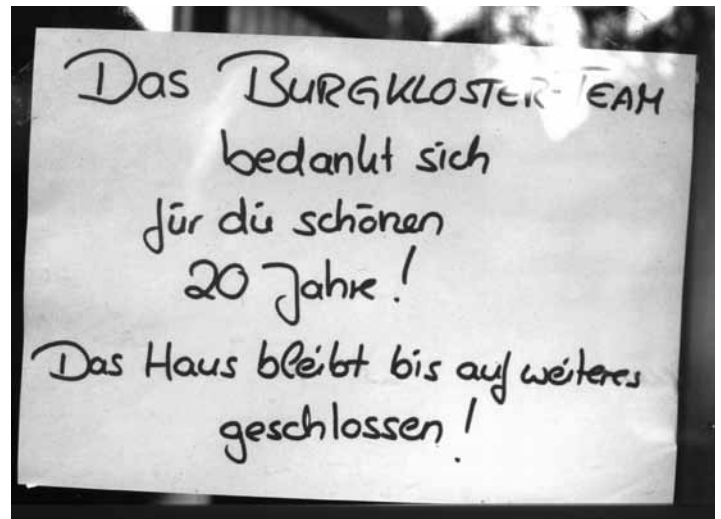 Das BURGKLOSTER-TEAM
bedankt sich
für die schönen
20 Jahre!
Das Haus bleibt bis auf weiteres
geschlossen!